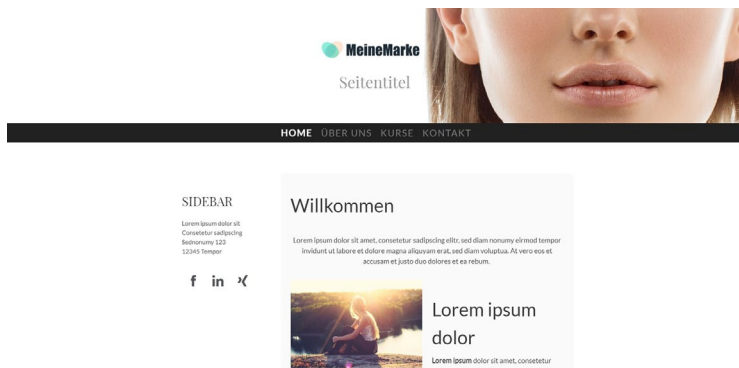 MeineMarke
Seitentitel
HOME ÜBER UNS KURSE KONTAKT
SIDEBAR
Lorem ipsum dolor sit
Consetetur sadipscing
Sednonumy 123
12345 Tempor
f in
Willkommen
Lorem ipsum dolor sit amet, consetetur sadipscing elitr, sed diam nonumy eirmod tempor
invidunt ut labore et dolore magna aliquyam erat, sed diam voluptua. At vero eos et
accusam et justo duo dolores et ea rebum.
Lorem ipsum
dolor
Lorem ipsum dolor sit amet, consetetur